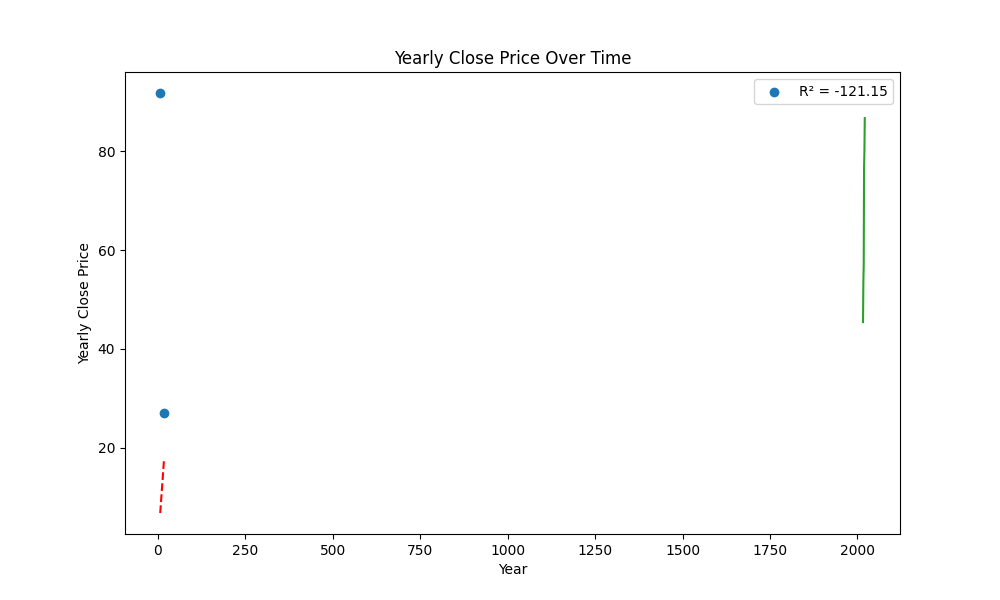 Yearly Close Price Over Time
R² = -121.15
Yearly Close Price
80
60
40
20
0 250 500 750 1000 1250 1500 1750 2000
Year